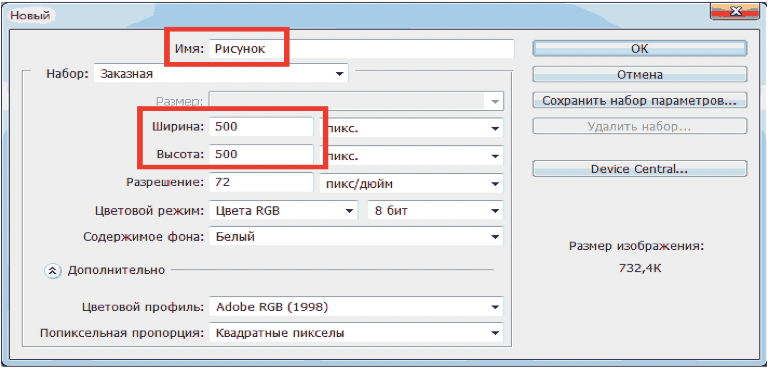 Новый
Имя: Рисунок
ОК
Набор: Заказная
Отмена
Размер:
Сохранить набор параметров...
Ширина: 500 пикс.
Удалить набор...
Высота: 500 пикс.
Device Central...
Разрешение: 72 пикс/дюйм
Цветовой режим: Цвета RGB 8 бит
Содержимое фона: Белый
Размер изображения:
732,4K
Дополнительно
Цветовой профиль: Adobe RGB (1998)
Попиксельная пропорция: Квадратные пикселы